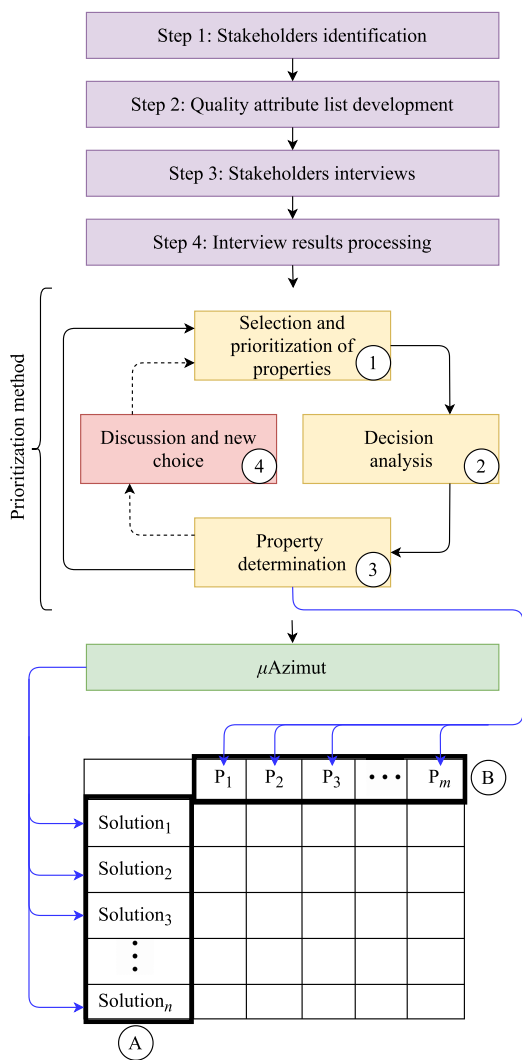 Step 1: Stakeholders identification
Step 2: Quality attribute list development
Step 3: Stakeholders interviews
Step 4: Interview results processing
Prioritization method
Selection and
prioritization of
properties
1
Discussion and new
choice
4
Decision
analysis
2
Property
determination
3
μAzimut
P1 P2 P3 ••• Pm
B
Solution1
Solution2
Solution3
⋮
Solutionn
A